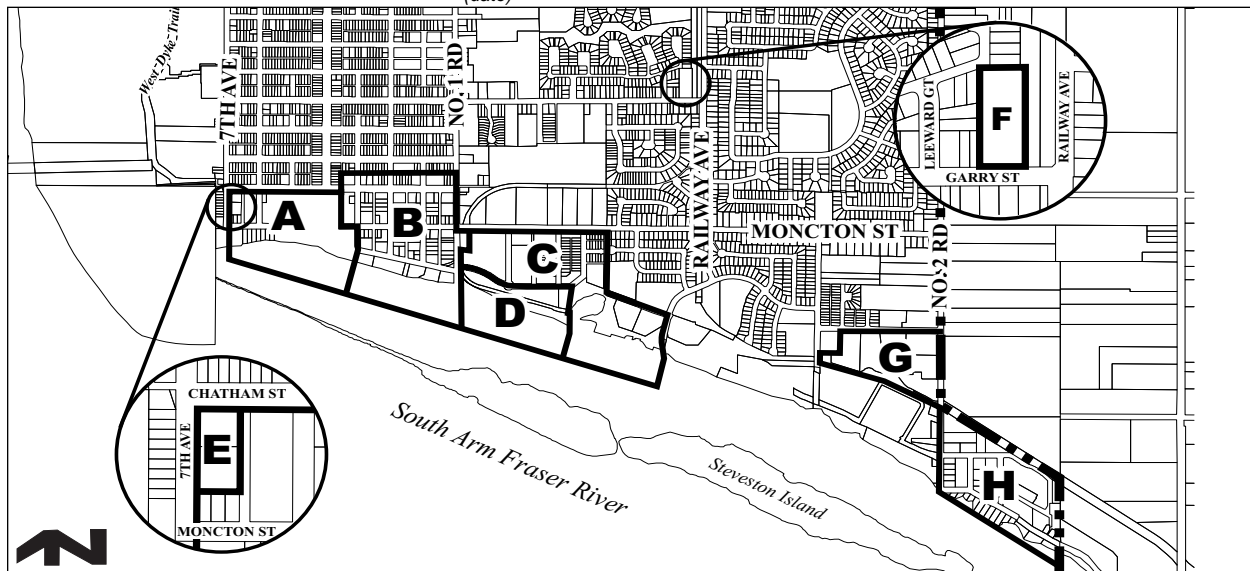 (date)
West Dyke Trail
7TH AVE
NO. 1 RD
RAILWAY AVE
MONCTON ST
NO. 2 RD
LEEWARD GT
F
RAILWAY AVE
GARRY ST
A
B
C
D
G
H
CHATHAM ST
7TH AVE
E
MONCTON ST
South Arm Fraser River
Steveston Island
N